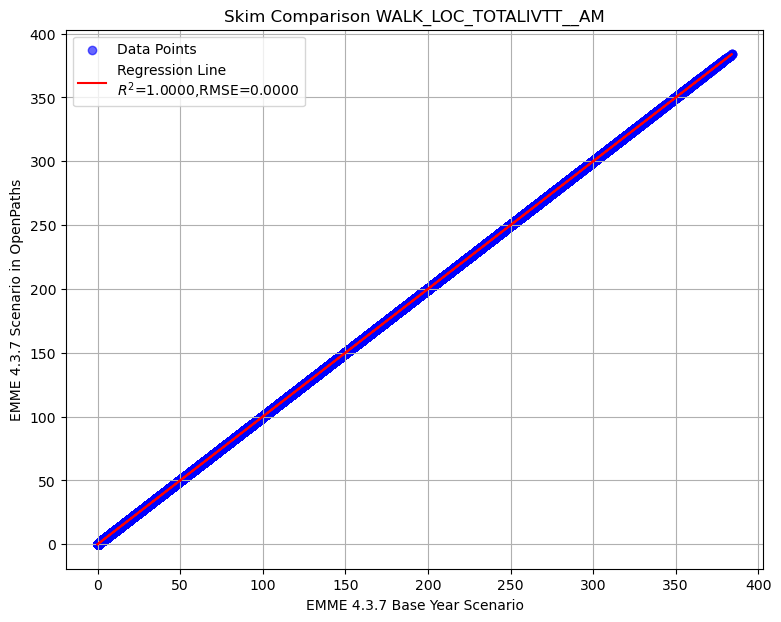 Skim Comparison WALK_LOC_TOTALIVTT__AM
Data Points
Regression Line
R²=1.0000,RMSE=0.0000
EMME 4.3.7 Scenario in OpenPaths
400
350
300
250
200
150
100
50
0
0 50 100 150 200 250 300 350 400
EMME 4.3.7 Base Year Scenario